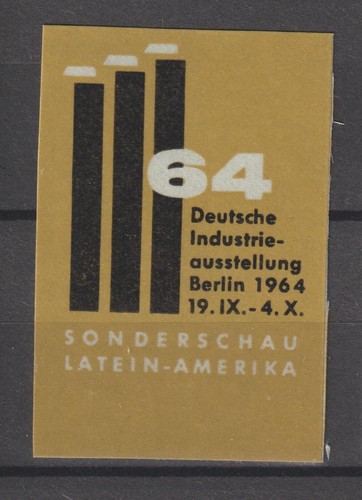 64
Deutsche
Industrie-
ausstellung
Berlin 1964
19. IX. - 4. X.
SONDERSCHAU
LATEIN-AMERIKA